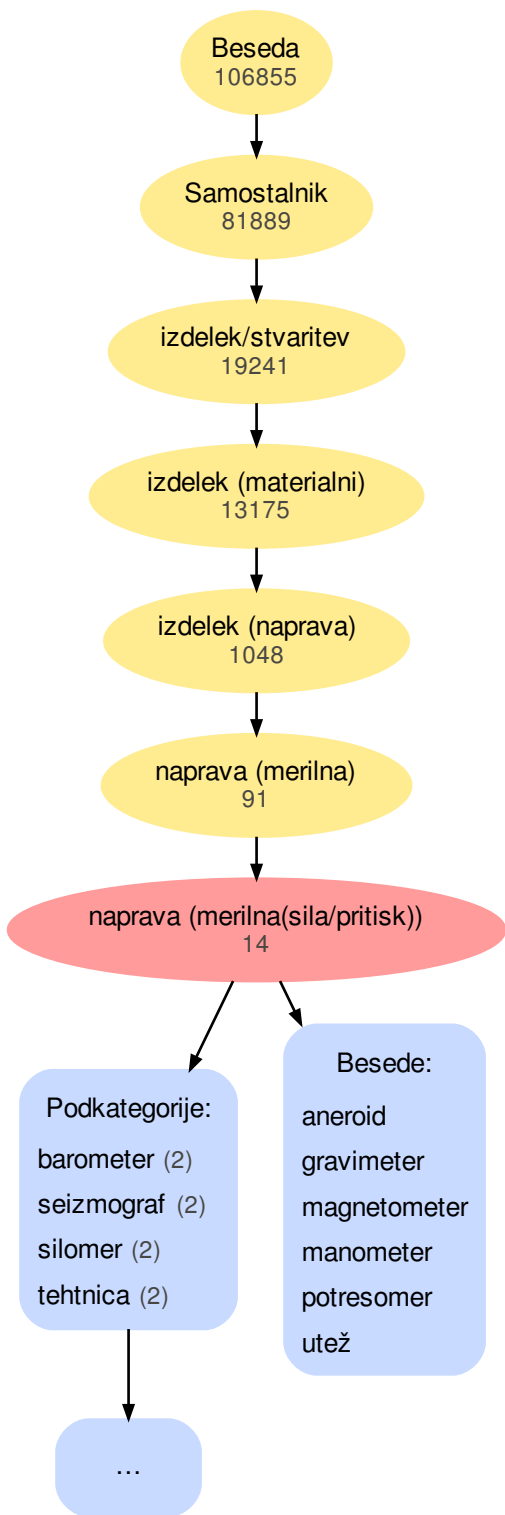 Beseda
106855
Samostalnik
81889
izdelek/stvaritev
19241
izdelek (materialni)
13175
izdelek (naprava)
1048
naprava (merilna)
91
naprava (merilna(sila/pritisk))
14
Podkategorije:
barometer (2)
seizmograf (2)
silomer (2)
tehtnica (2)
Besede:
aneroid
gravimeter
magnetometer
manometer
potresomer
utež
...